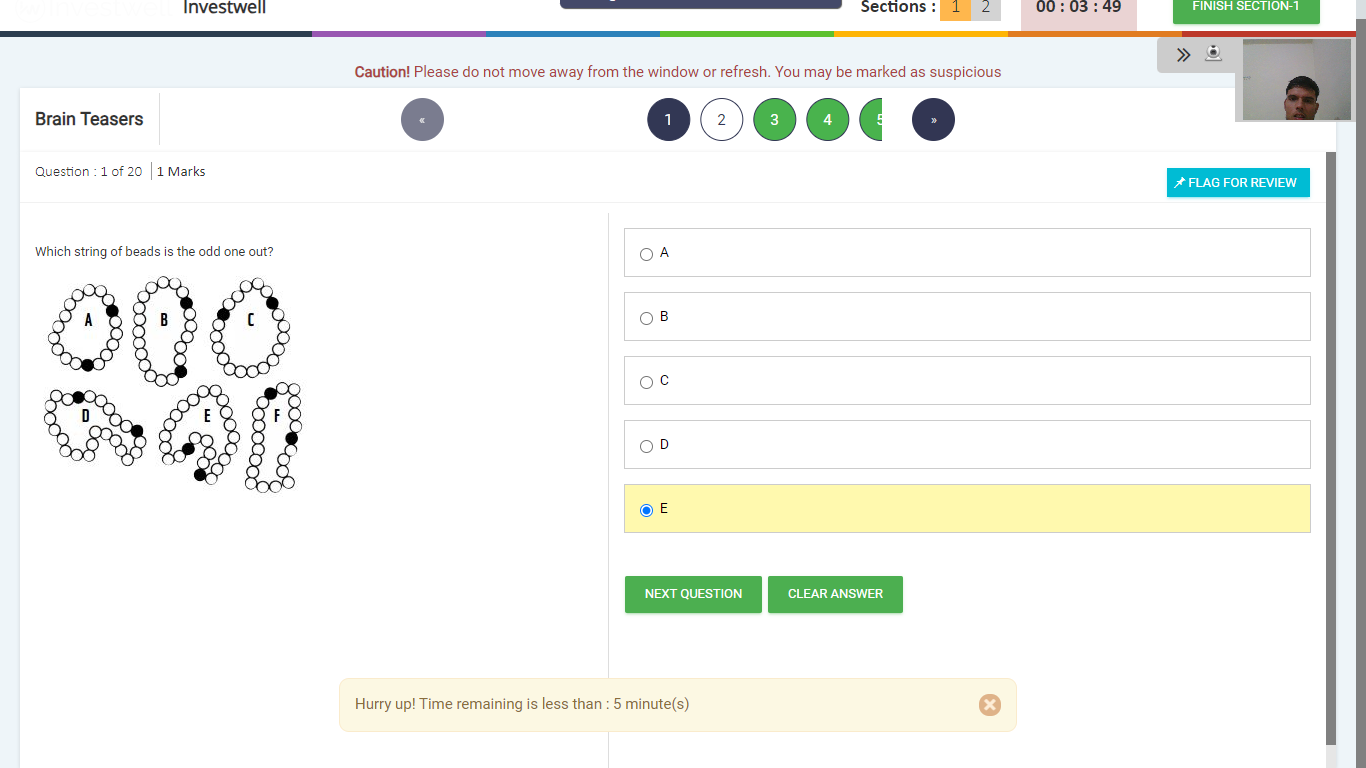 Investwell
Sections : 1 2
00 : 03 : 49
FINISH SECTION-1
Caution! Please do not move away from the window or refresh. You may be marked as suspicious
Brain Teasers
« 1 2 3 4 5 »
Question : 1 of 20 1 Marks
FLAG FOR REVIEW
Which string of beads is the odd one out?
A B C
D E F
A
B
C
D
E
NEXT QUESTION CLEAR ANSWER
Hurry up! Time remaining is less than : 5 minute(s)